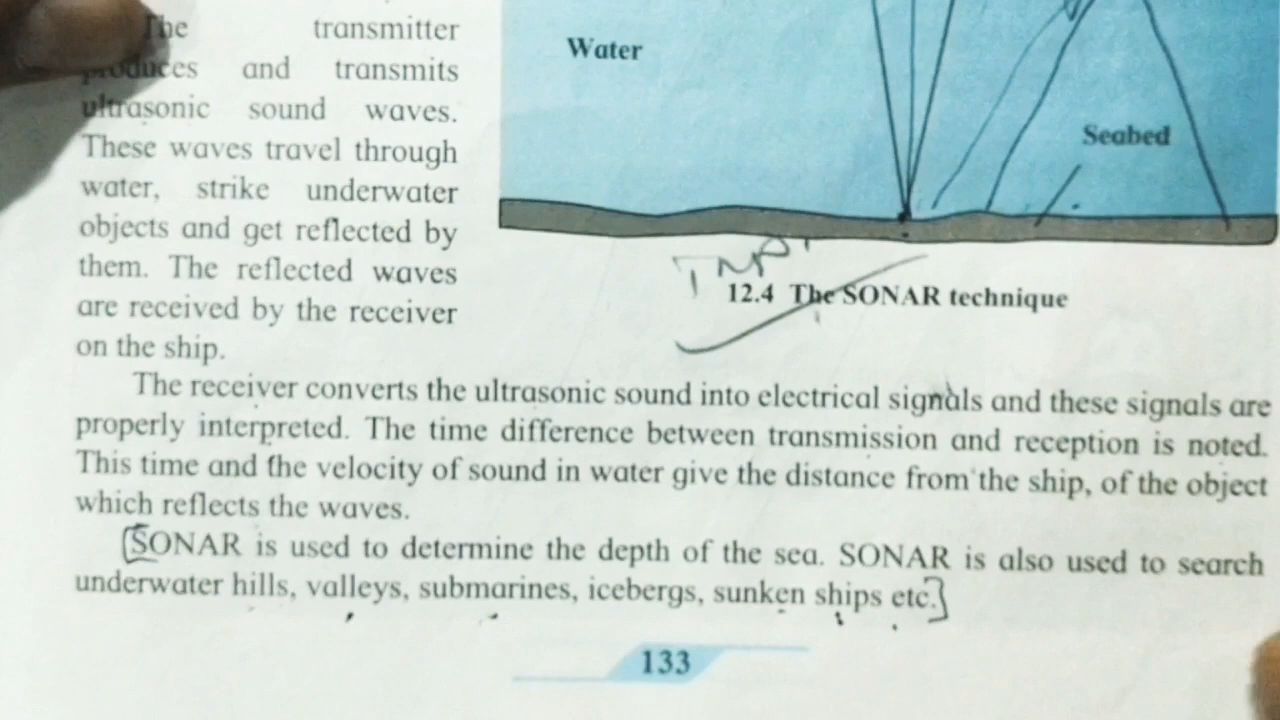 The transmitter
produces and transmits
ultrasonic sound waves.
These waves travel through
water, strike underwater
objects and get reflected by
them. The reflected waves
are received by the receiver
on the ship.
Water
Seabed
12.4 The SONAR technique
The receiver converts the ultrasonic sound into electrical signals and these signals are
properly interpreted. The time difference between transmission and reception is noted.
This time and the velocity of sound in water give the distance from the ship, of the object
which reflects the waves.
[SONAR is used to determine the depth of the sea. SONAR is also used to search
underwater hills, valleys, submarines, icebergs, sunken ships etc.]
133